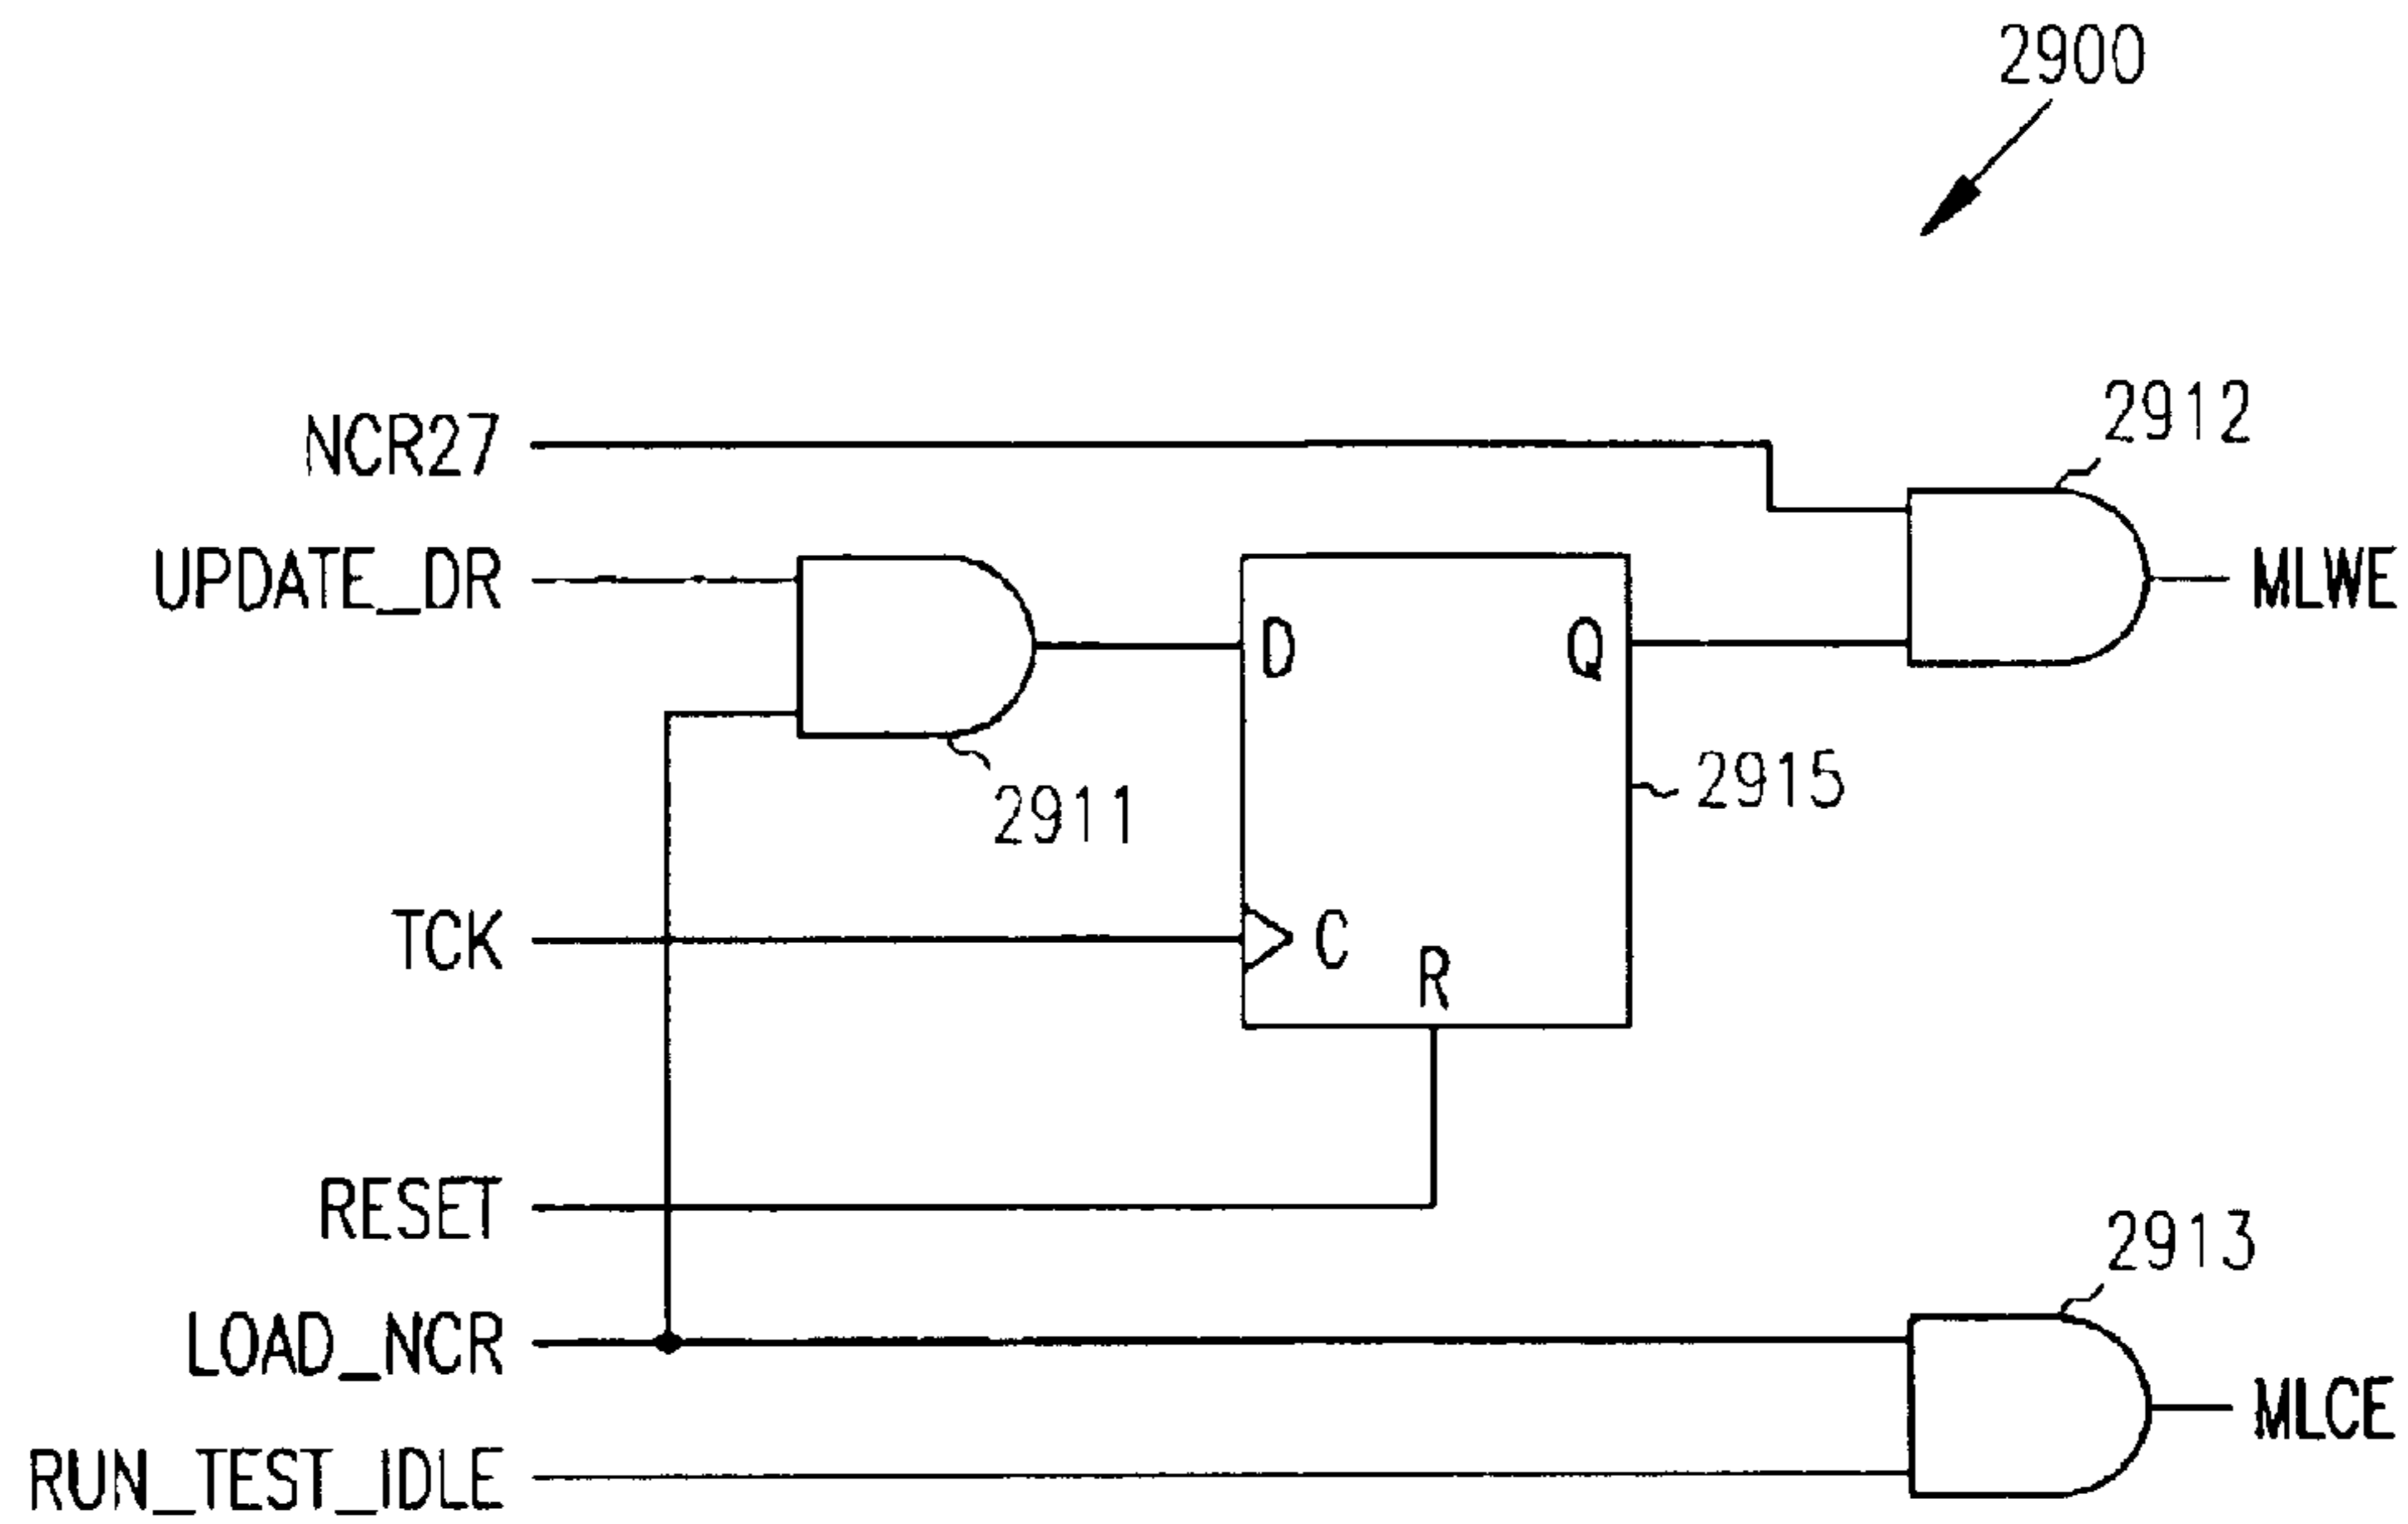 2900
NCR27
2912
UPDATE_DR
MLWE
D
Q
2911
2915
TCK
C
R
RESET
2913
LOAD_NCR
MLCE
RUN_TEST_IDLE